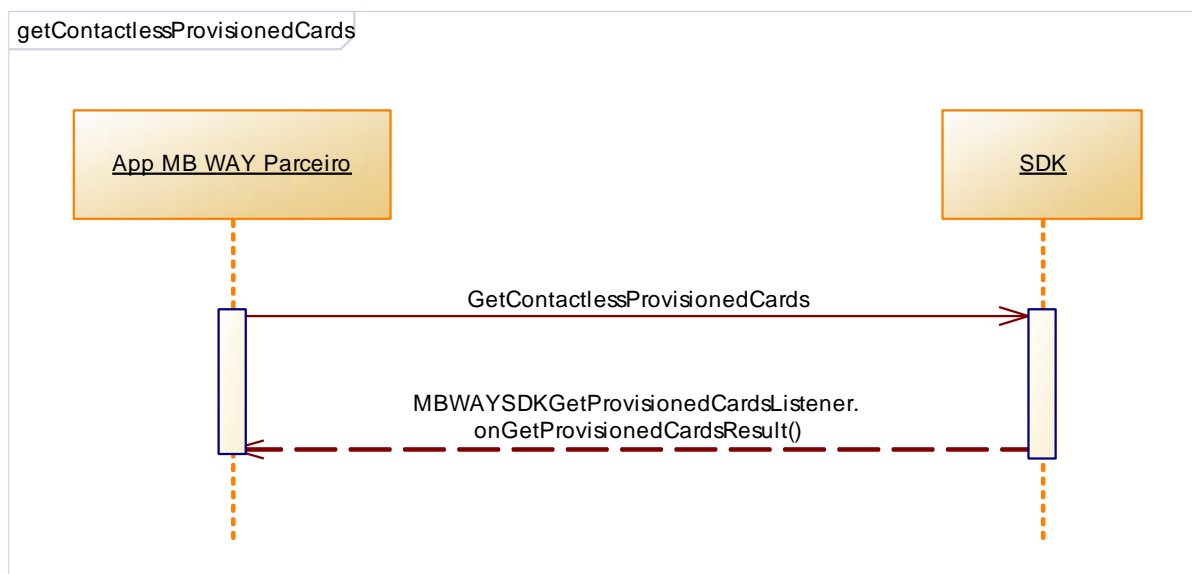 getContactlessProvisionedCards
App MB WAY Parceiro
SDK
GetContactlessProvisionedCards
MBWAYSDKGetProvisionedCardsListener.
onGetProvisionedCardsResult()